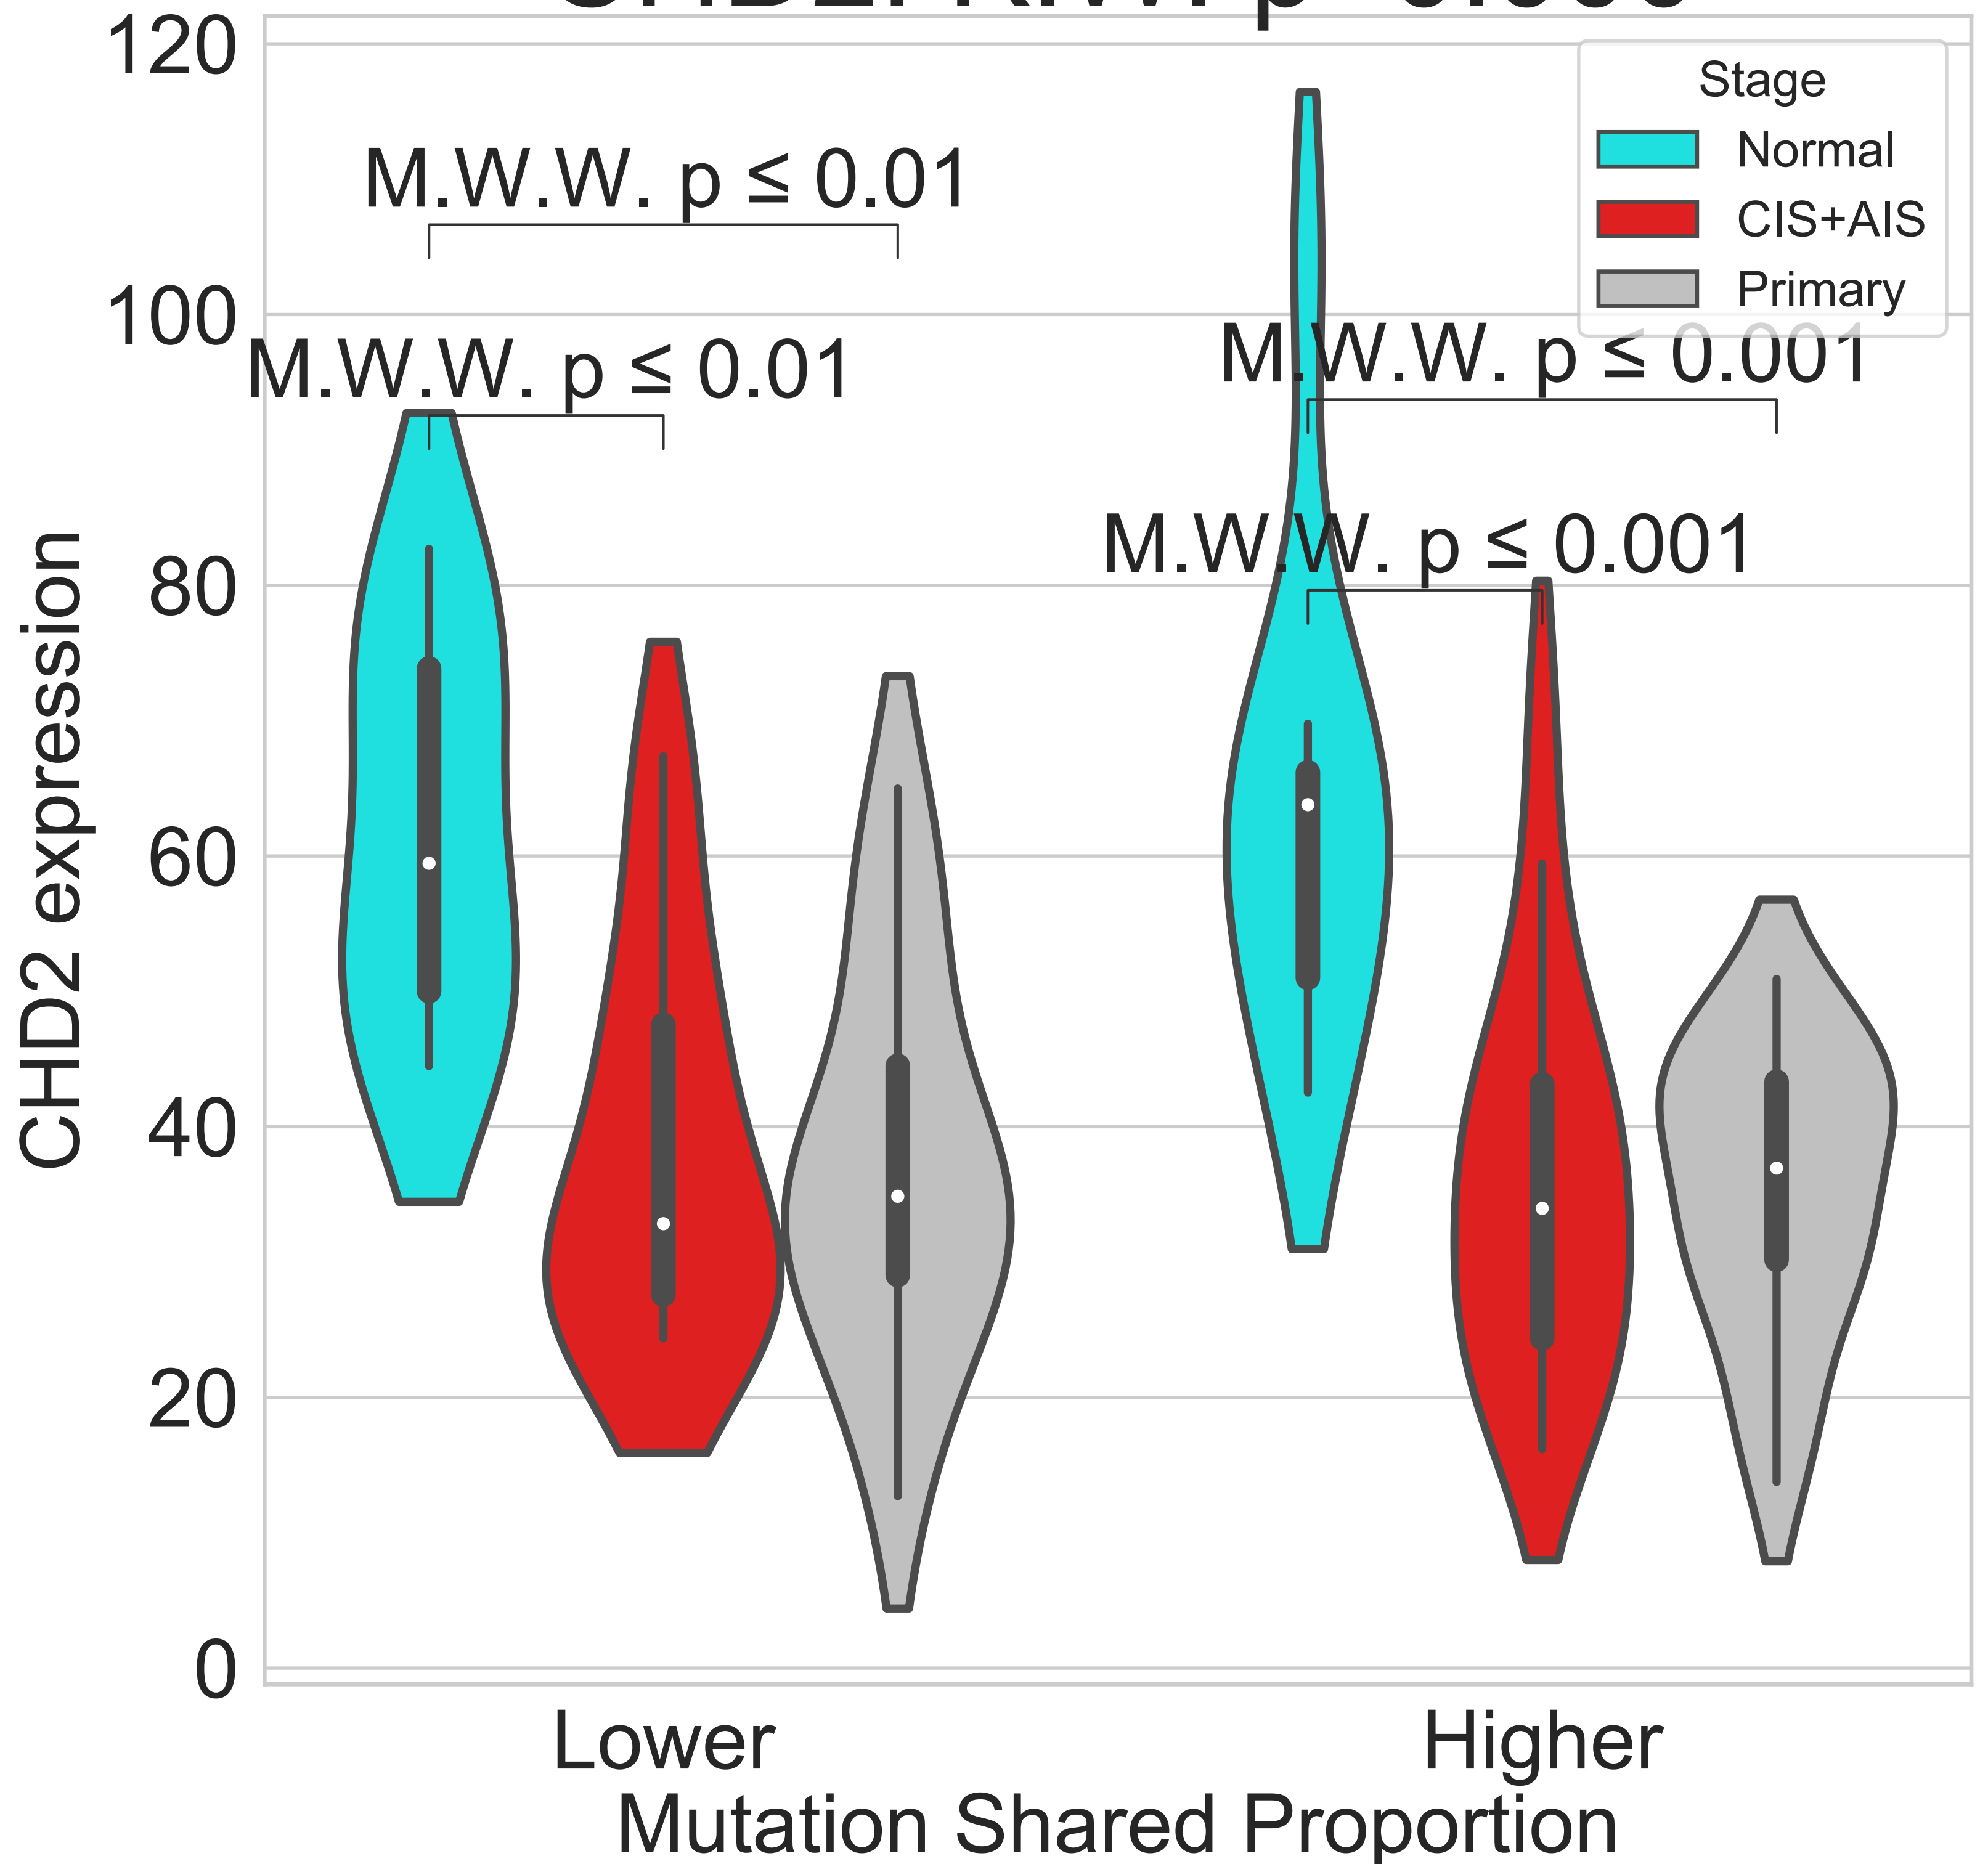 120
100
80
60
40
20
0
CHD2 expression
M.W.W. p ≤ 0.01
M.W.W. p ≤ 0.01
M.W.W. p ≤ 0.001
M.W.W. p ≤ 0.001
Stage
Normal
CIS+AIS
Primary
Lower
Higher
Mutation Shared Proportion